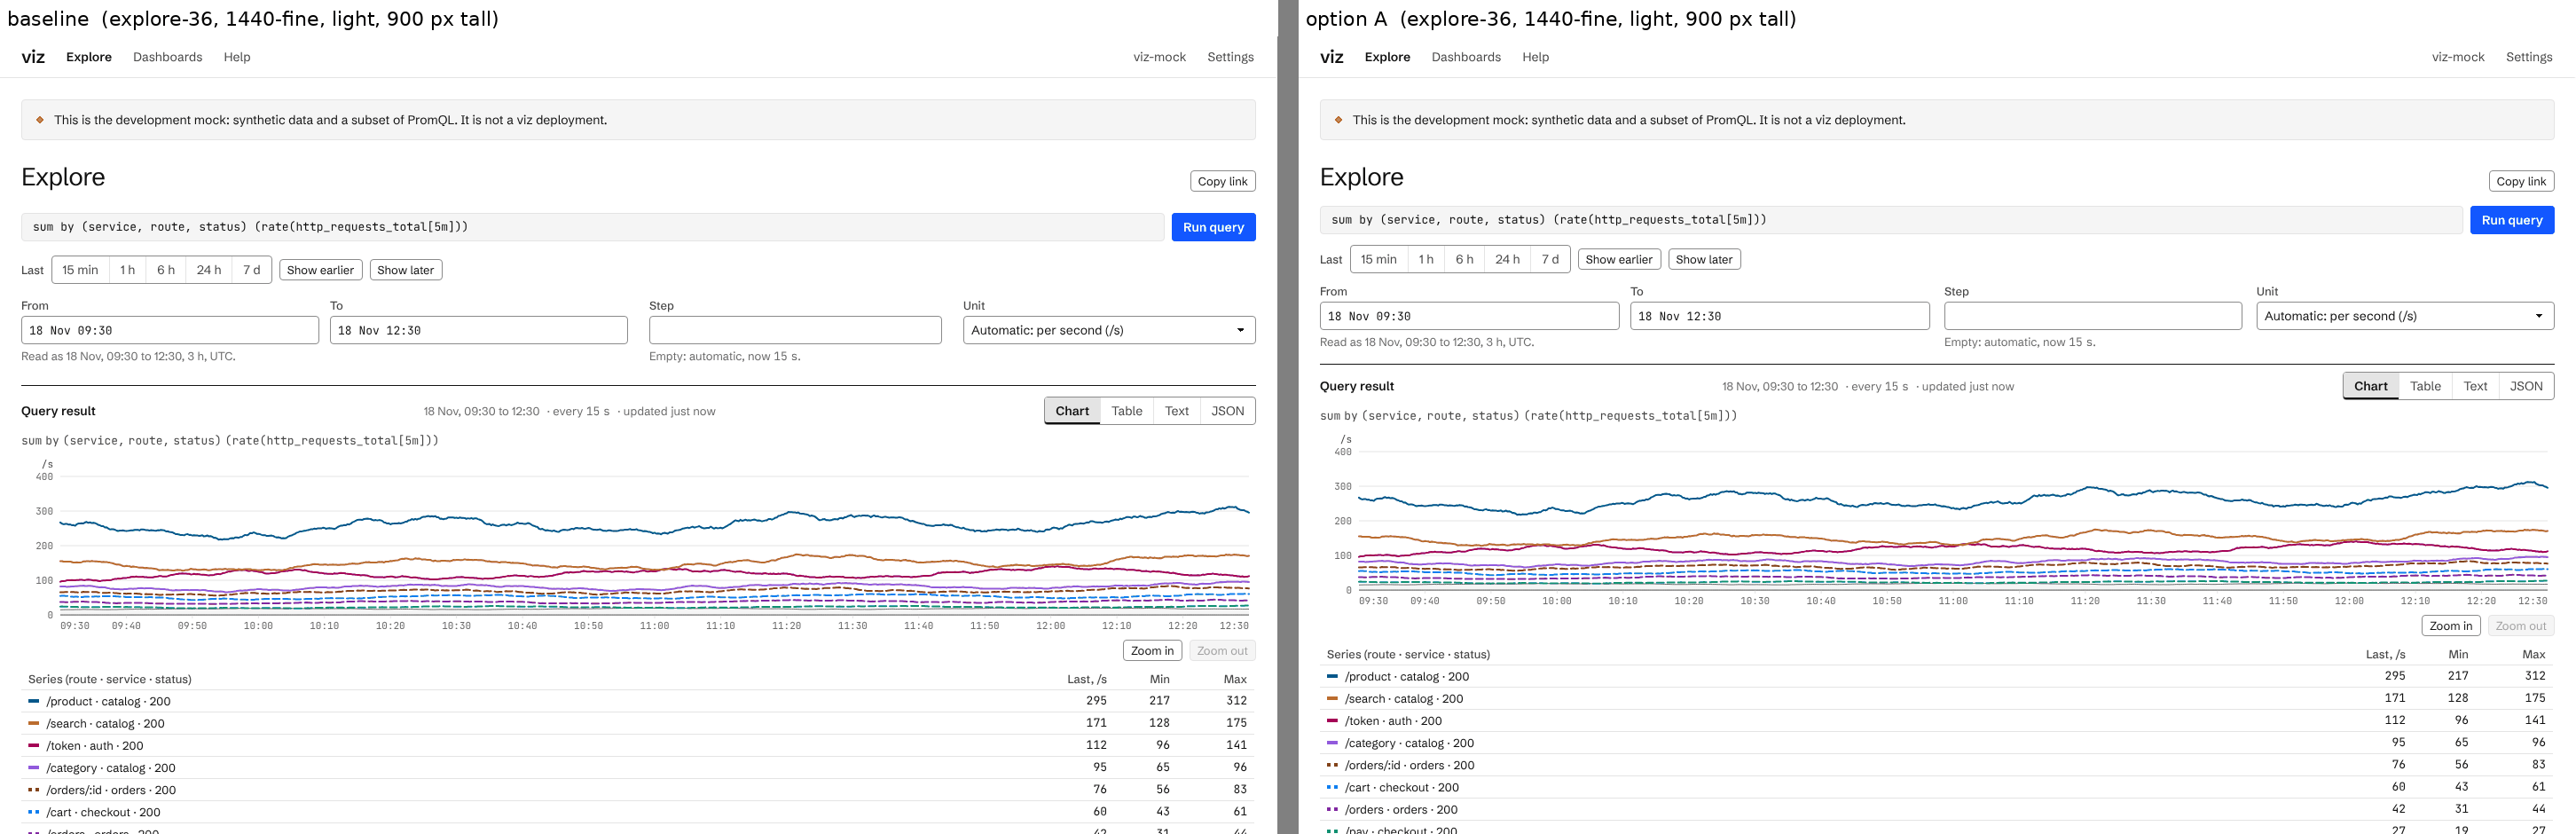 baseline (explore-36, 1440-fine, light, 900 px tall)
viz Explore Dashboards Help viz-mock Settings
This is the development mock: synthetic data and a subset of PromQL. It is not a viz deployment.
Explore Copy link
sum by (service, route, status) (rate(http_requests_total[5m])) Run query
Last 15 min 1 h 6 h 24 h 7 d Show earlier Show later
From To Step Unit
18 Nov 09:30 18 Nov 12:30 Automatic: per second (/s)
Read as 18 Nov, 09:30 to 12:30, 3 h, UTC. Empty: automatic, now 15 s.
Query result 18 Nov, 09:30 to 12:30 · every 15 s · updated just now Chart Table Text JSON
sum by (service, route, status) (rate(http_requests_total[5m]))
/s
400
300
200
100
0
09:30 09:40 09:50 10:00 10:10 10:20 10:30 10:40 10:50 11:00 11:10 11:20 11:30 11:40 11:50 12:00 12:10 12:20 12:30
Zoom in Zoom out
Series (route · service · status) Last, /s Min Max
/product · catalog · 200 295 217 312
/search · catalog · 200 171 128 175
/token · auth · 200 112 96 141
/category · catalog · 200 95 65 96
/orders/:id · orders · 200 76 56 83
/cart · checkout · 200 60 43 61
/orders · orders · 200 42 31 44
option A (explore-36, 1440-fine, light, 900 px tall)
viz Explore Dashboards Help viz-mock Settings
This is the development mock: synthetic data and a subset of PromQL. It is not a viz deployment.
Explore Copy link
sum by (service, route, status) (rate(http_requests_total[5m])) Run query
Last 15 min 1 h 6 h 24 h 7 d Show earlier Show later
From To Step Unit
18 Nov 09:30 18 Nov 12:30 Automatic: per second (/s)
Read as 18 Nov, 09:30 to 12:30, 3 h, UTC. Empty: automatic, now 15 s.
Query result 18 Nov, 09:30 to 12:30 · every 15 s · updated just now Chart Table Text JSON
sum by (service, route, status) (rate(http_requests_total[5m]))
/s
400
300
200
100
0
09:30 09:40 09:50 10:00 10:10 10:20 10:30 10:40 10:50 11:00 11:10 11:20 11:30 11:40 11:50 12:00 12:10 12:20 12:30
Zoom in Zoom out
Series (route · service · status) Last, /s Min Max
/product · catalog · 200 295 217 312
/search · catalog · 200 171 128 175
/token · auth · 200 112 96 141
/category · catalog · 200 95 65 96
/orders/:id · orders · 200 76 56 83
/cart · checkout · 200 60 43 61
/orders · orders · 200 42 31 44
/pay · checkout · 200 27 19 27